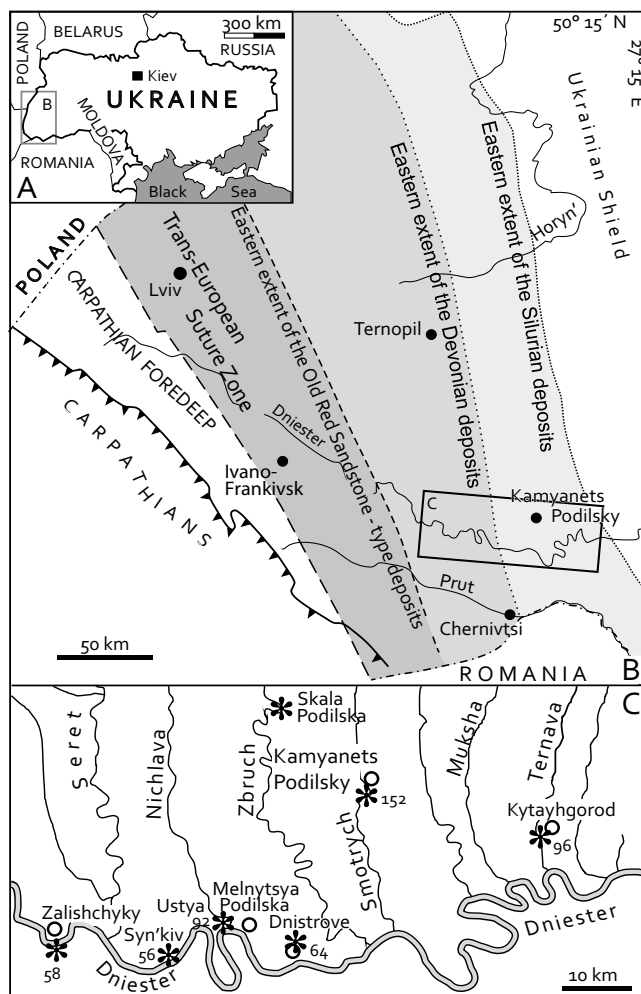 POLAND
BELARUS
300 km
RUSSIA
Kiev
B
UKRAINE
MOLDOVA
ROMANIA
A
Black
Sea
50° 15´ N
27° 15´ E
Ukrainian Shield
Horyn'
POLAND
Trans-European
Suture Zone
Lviv
CARPATHIAN FOREDEEP
CARPATHIANS
Eastern extent of the Old Red Sandstone - type deposits
Eastern extent of the Devonian deposits
Eastern extent of the Silurian deposits
Ternopil
Dniester
Ivano-
Frankivsk
C
Kamyanets
Podilsky
Prut
Chernivtsi
50 km
ROMANIA
B
C
Seret
Nichlava
Zbruch
Skala
Podilska
Kamyanets
Podilsky
152
Smotrych
Muksha
Ternava
Kytayhgorod
96
Zalishchyky
58
Dniester
Syn'kiv
56
Ustya
92
Melnytsya
Podilska
Dnistrove
64
Dniester
10 km